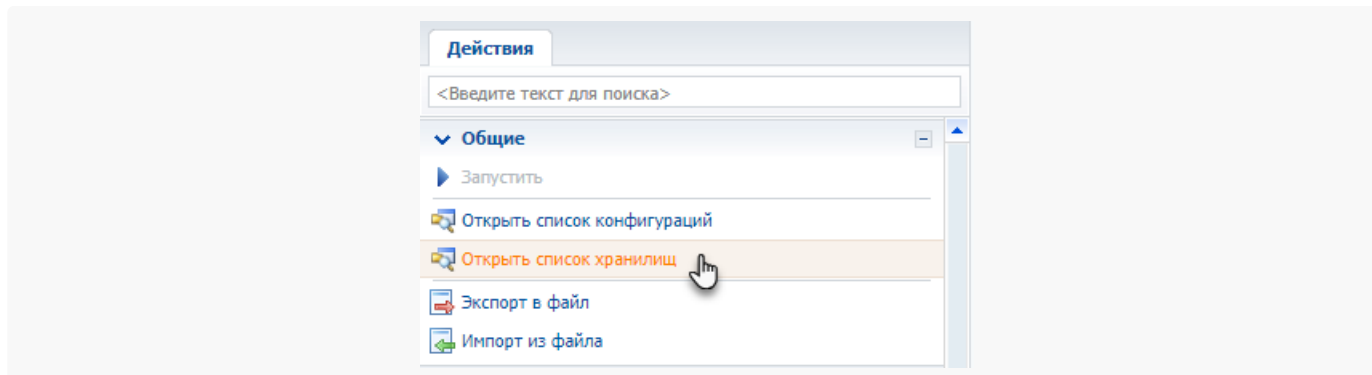 Действия
<Введите текст для поиска>
Общие
Запустить
Открыть список конфигураций
Открыть список хранилищ
Экспорт в файл
Импорт из файла